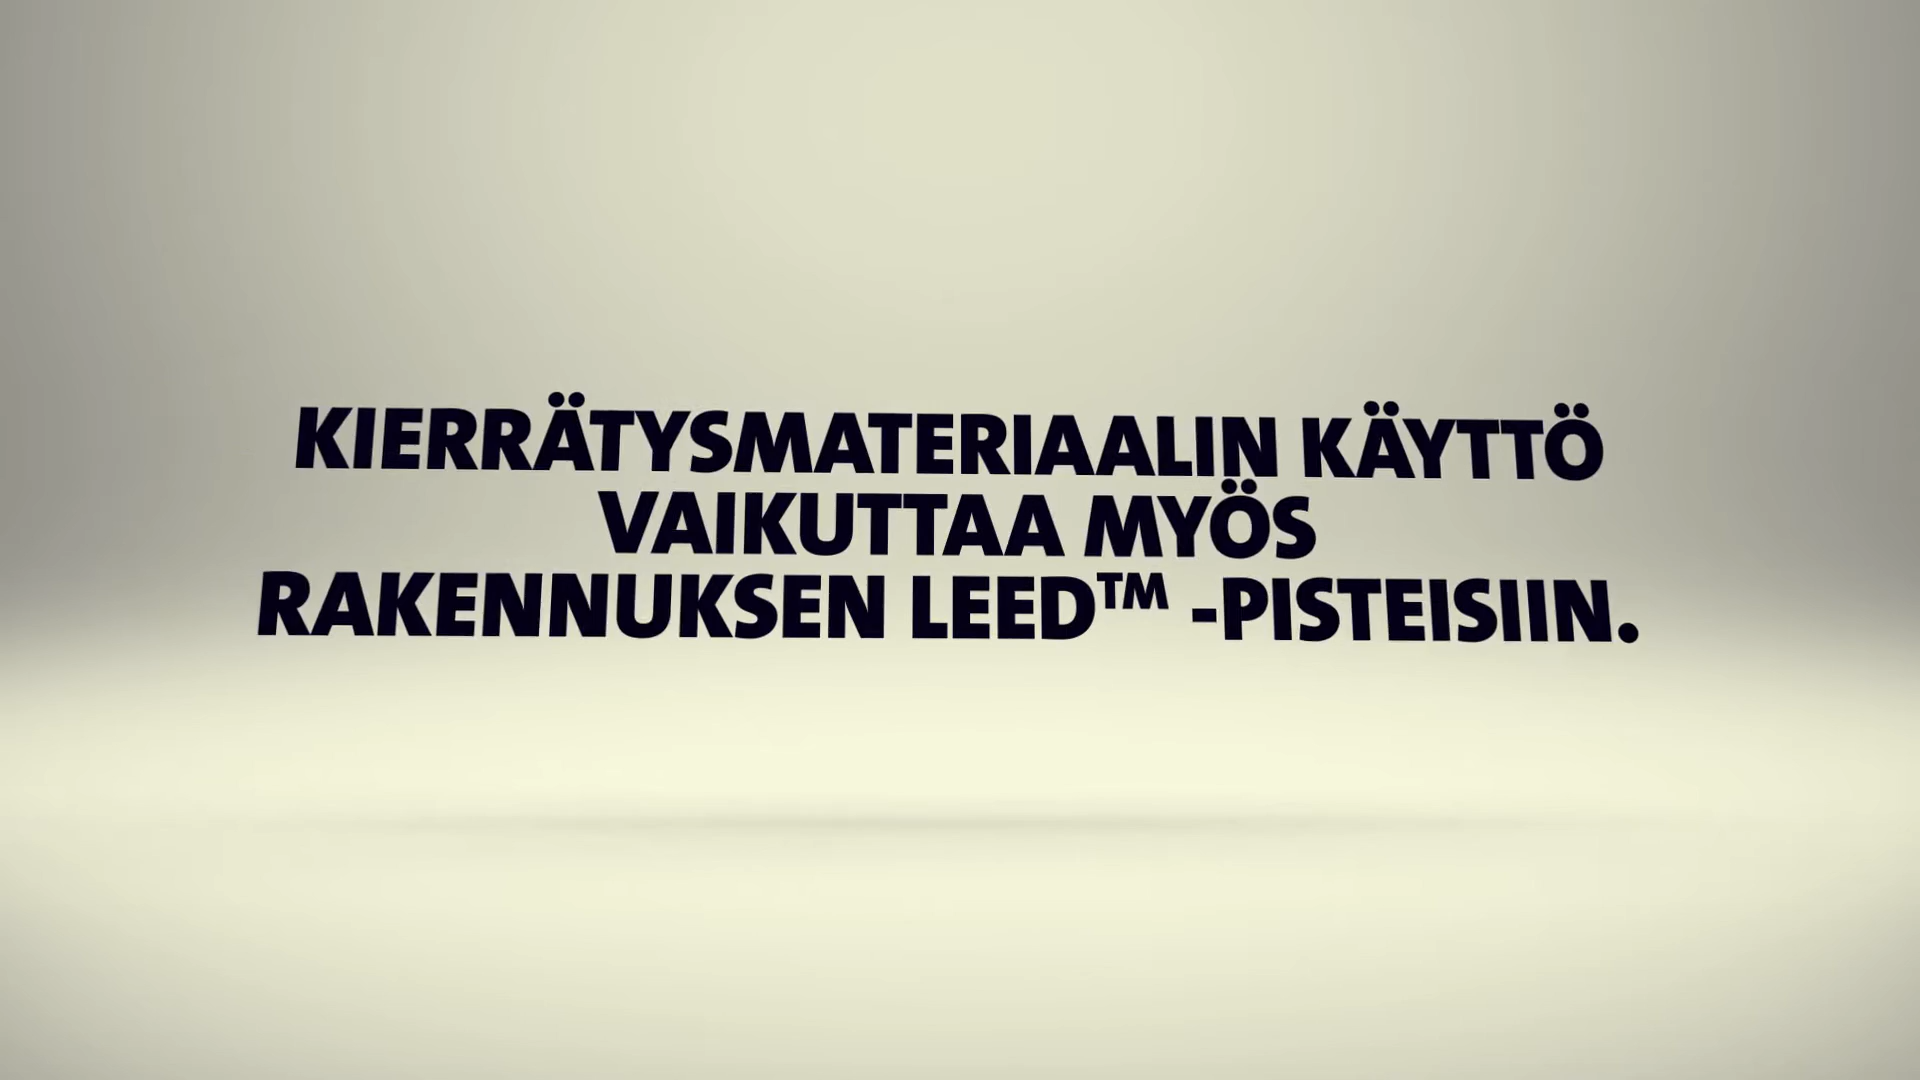 KIERRÄTYSMATERIAALIN KÄYTTÖ
VAIKUTTAA MYÖS
RAKENNUKSEN LEED™ -PISTEISIIN.